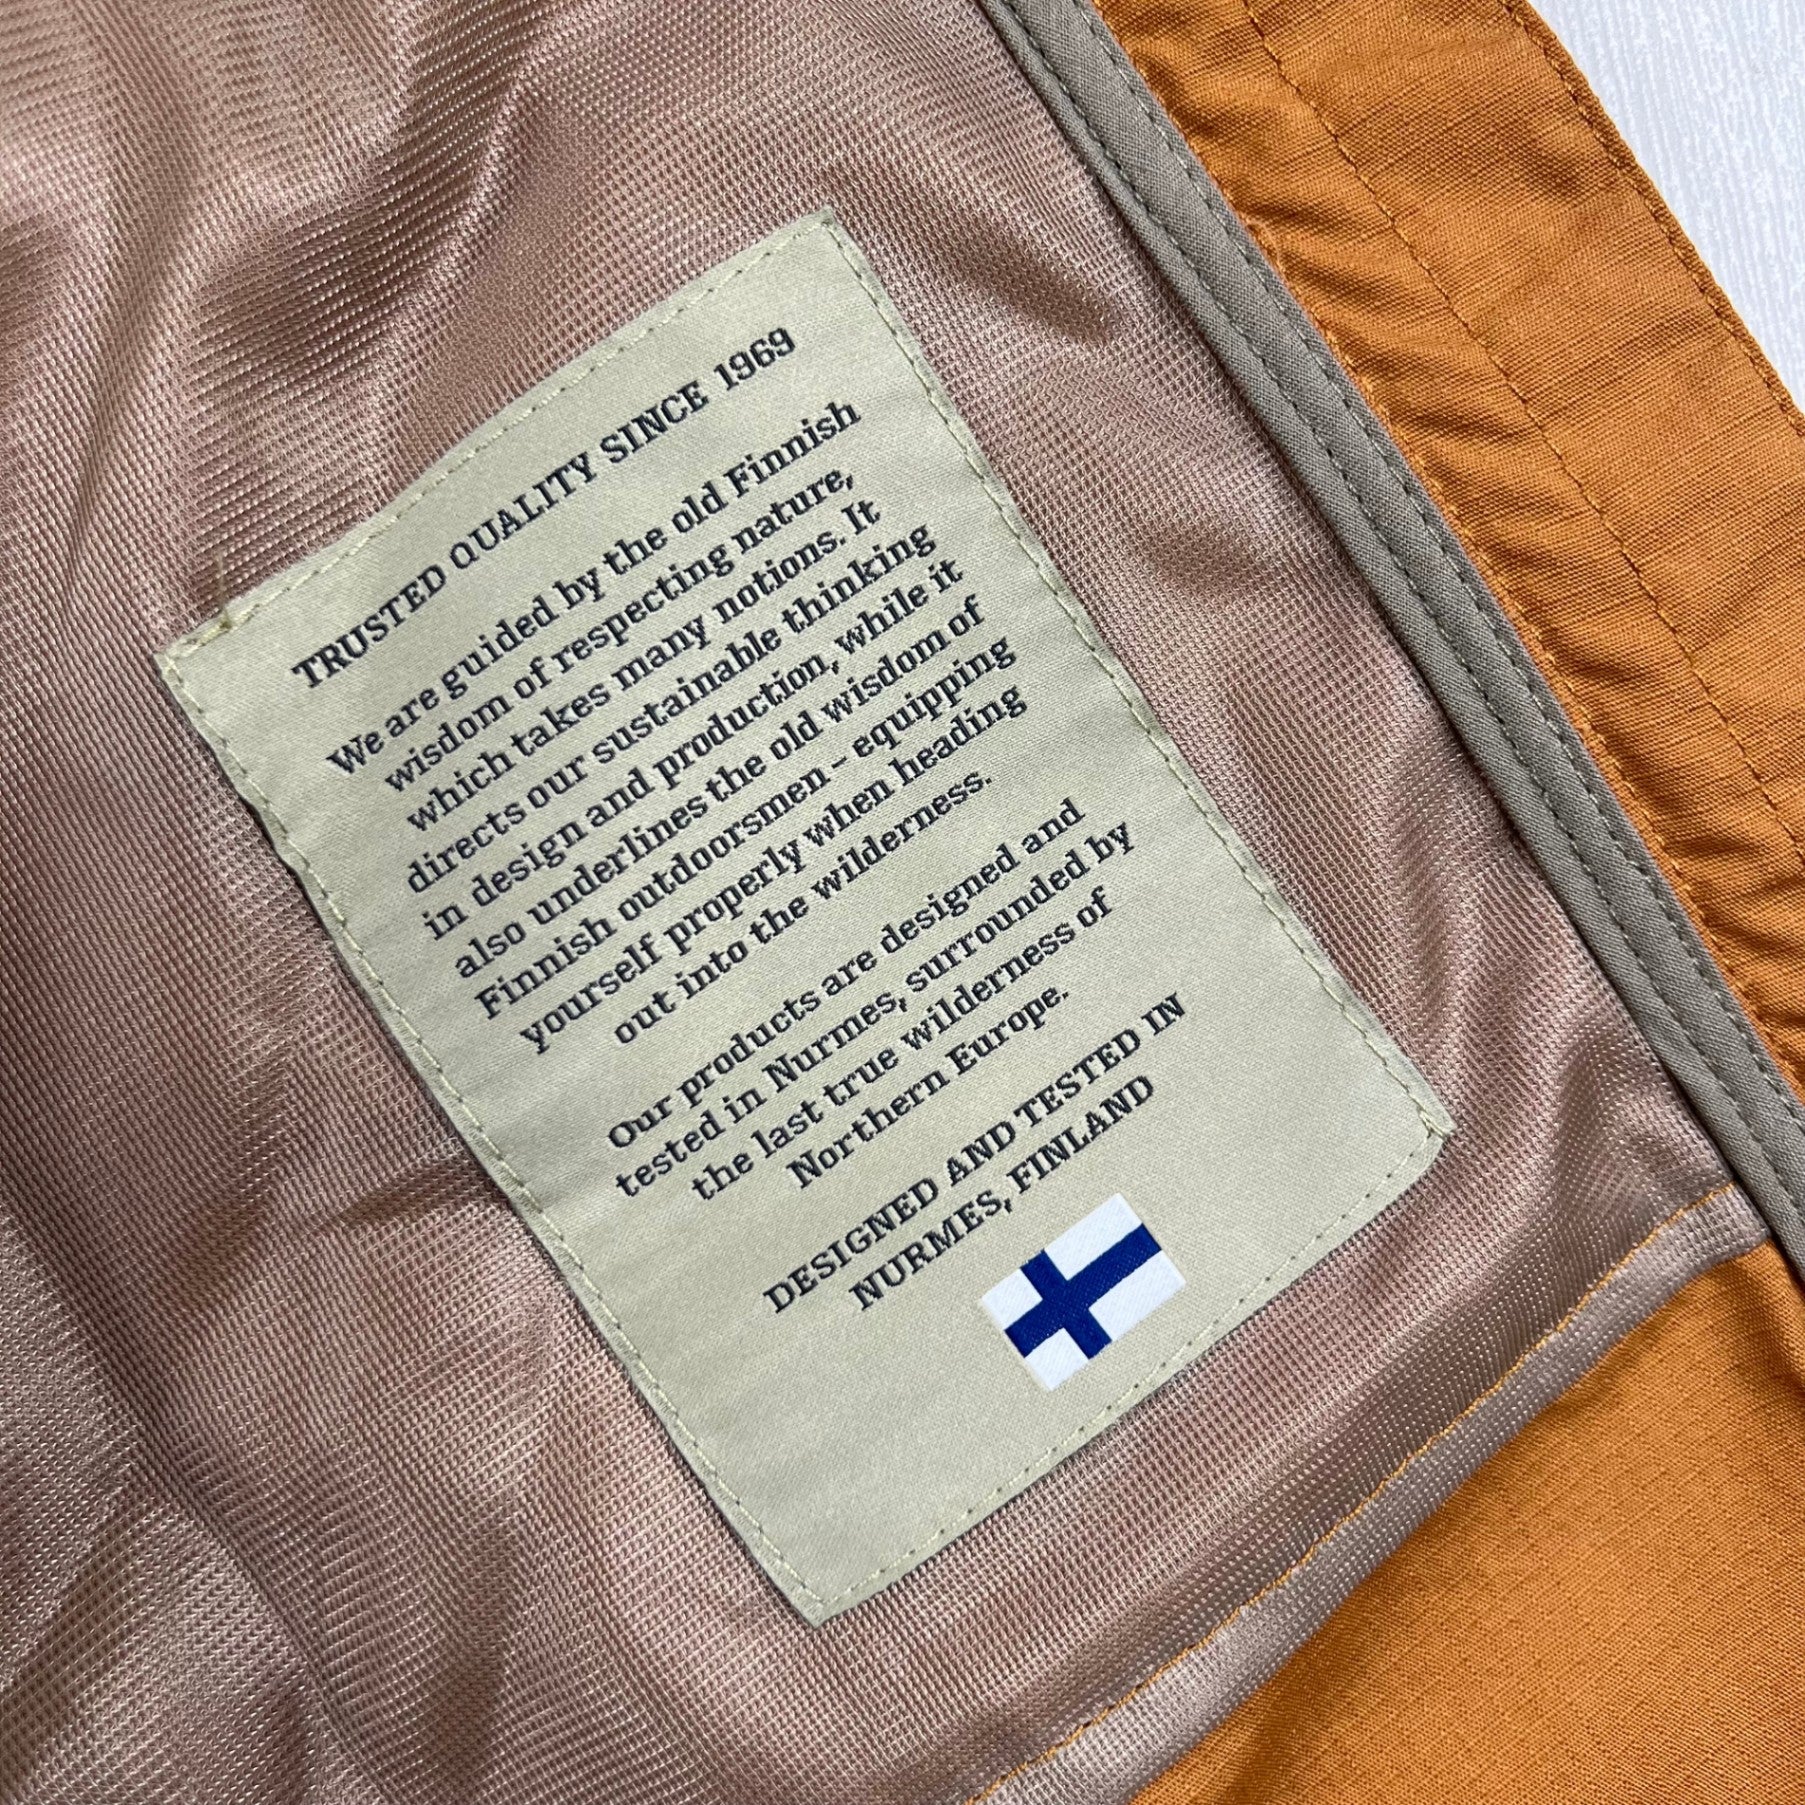 TRUSTED QUALITY SINCE 1969
We are guided by the old Finnish
wisdom of respecting nature,
which takes many notions. It
directs our sustainable thinking
in design and production, while it
also underlines the old wisdom of
Finnish outdoorsmen – equipping
yourself properly when heading
out into the wilderness.
Our products are designed and
tested in Nurmes, surrounded by
the last true wilderness of
Northern Europe.
DESIGNED AND TESTED IN
NURMES, FINLAND